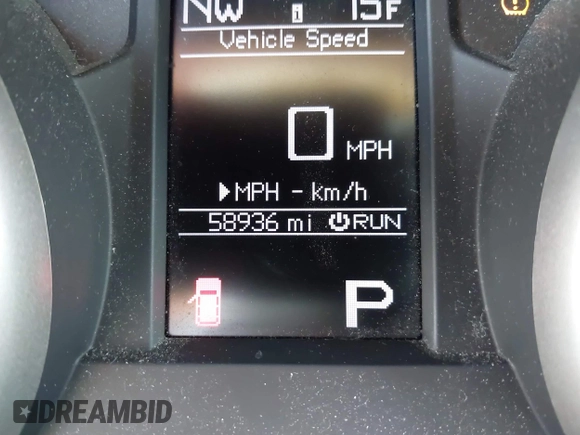 NW i 15F
Vehicle Speed
0 MPH
▶MPH - km/h
58936 mi RUN
P
DREAMBID